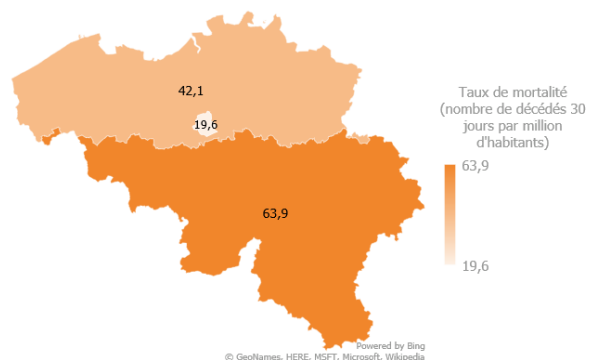 42,1
19,6
63,9
Taux de mortalité
(nombre de décédés 30
jours par million
d'habitants)
63,9
19,6
Powered by Bing
© GeoNames, HERE, MSFT, Microsoft, Wikipedia